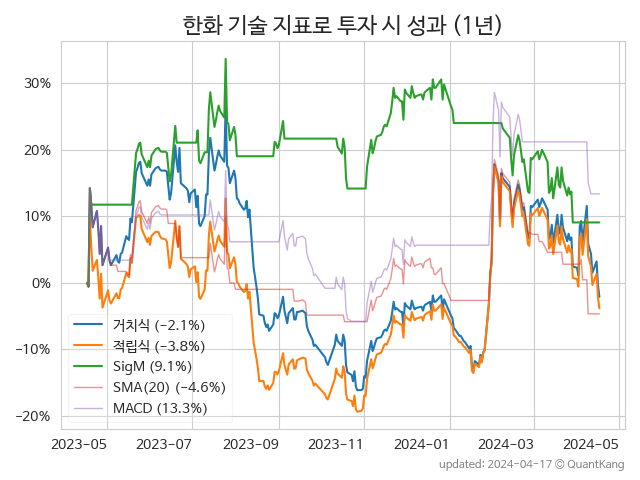 한화 기술 지표로 투자 시 성과 (1년)
30%
20%
10%
0%
−10%
−20%
거치식 (−2.1%)
적립식 (−3.8%)
SigM (9.1%)
SMA(20) (−4.6%)
MACD (13.3%)
2023-05 2023-07 2023-09 2023-11 2024-01 2024-03 2024-05
updated: 2024-04-17 ⓒ QuantKang